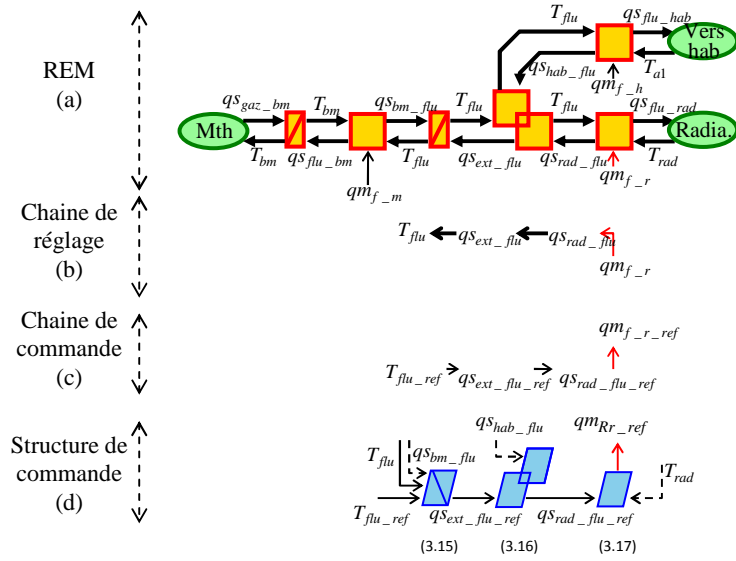 REM
(a)
T_flu
qs_flu_hab
Vers
hab
qs_hab_flu
T_a1
qm_f_h
qs_gaz_bm
T_bm
qs_bm_flu
T_flu
T_flu
qs_flu_rad
Mth
Radia.
T_bm
qs_flu_bm
T_flu
qs_ext_flu
qs_rad_flu
T_rad
qm_f_m
qm_f_r
Chaine de
réglage
(b)
T_flu
qs_ext_flu
qs_rad_flu
qm_f_r
Chaine de
commande
(c)
qm_f_r_ref
T_flu_ref
qs_ext_flu_ref
qs_rad_flu_ref
Structure de
commande
(d)
qs_hab_flu
qm_Rr_ref
T_flu
qs_bm_flu
T_rad
T_flu_ref
qs_ext_flu_ref
qs_rad_flu_ref
(3.15)
(3.16)
(3.17)